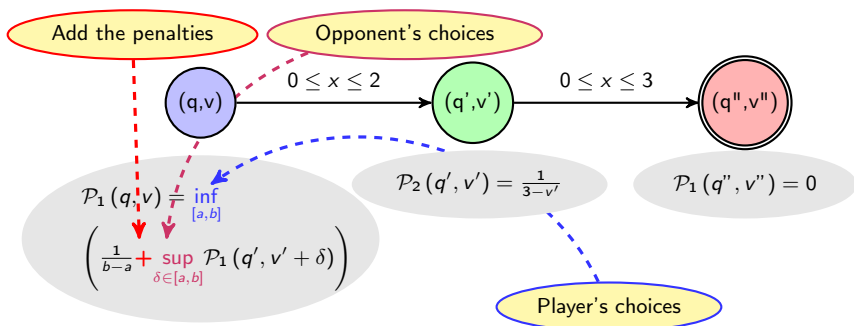 Add the penalties
Opponent's choices
0 ≤ x ≤ 2
0 ≤ x ≤ 3
(q,v)
(q',v')
(q",v")
𝒫₁ (q, v) = inf
[a,b]
(1/(b−a) + sup 𝒫₁ (q', v' + δ))
δ∈[a,b]
𝒫₂ (q', v') = 1/(3−v')
𝒫₁ (q", v") = 0
Player's choices